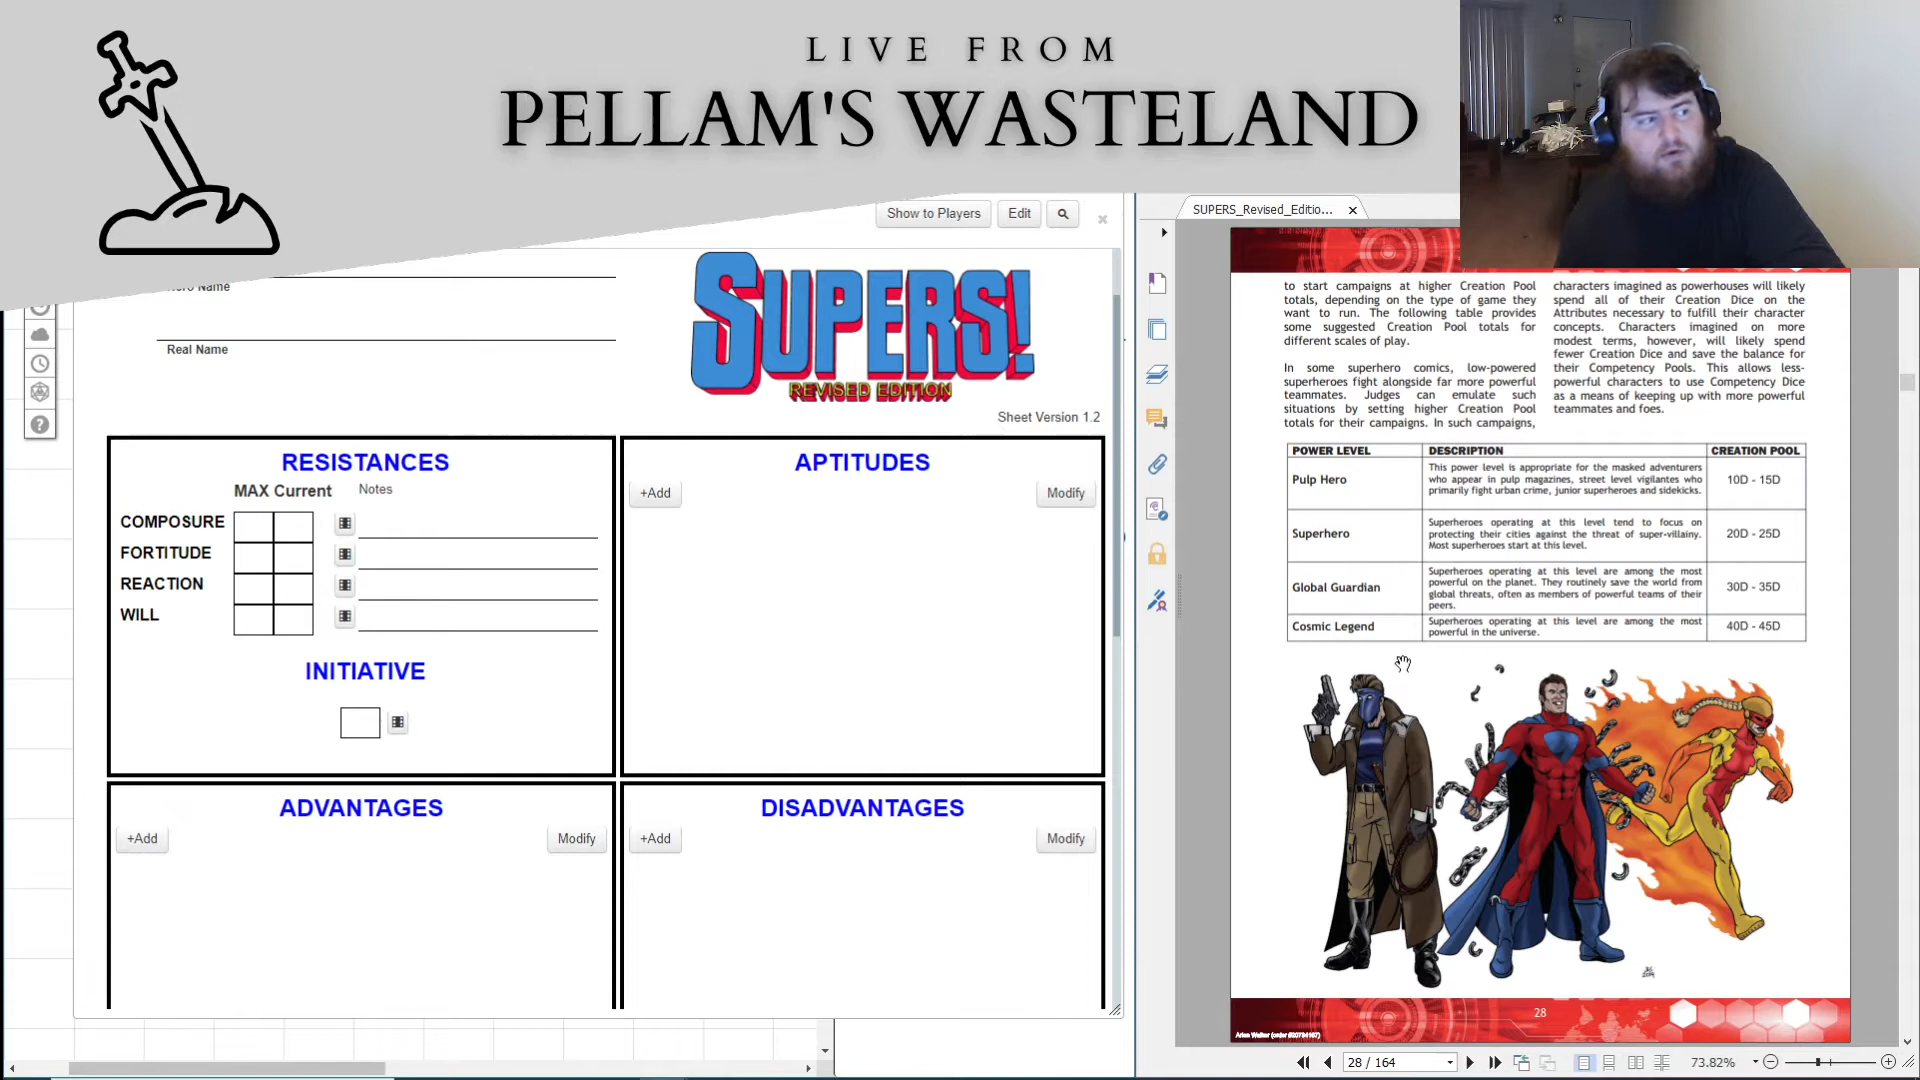 LIVE FROM
PELLAM'S WASTELAND
Show to Players
Edit
Hero Name
Real Name
SUPERS!
REVISED EDITION
Sheet Version 1.2
RESISTANCES
MAX Current
Notes
COMPOSURE
FORTITUDE
REACTION
WILL
INITIATIVE
APTITUDES
+Add
Modify
ADVANTAGES
+Add
Modify
DISADVANTAGES
+Add
Modify
SUPERS_Revised_Editio...
to start campaigns at higher Creation Pool
totals, depending on the type of game they
want to run. The following table provides
some suggested Creation Pool totals for
different scales of play.
In some superhero comics, low-powered
superheroes fight alongside far more powerful
teammates. Judges can emulate such
situations by setting higher Creation Pool
totals for their campaigns. In such campaigns,
characters imagined as powerhouses will likely
spend all of their Creation Dice on the
Attributes necessary to fulfill their character
concepts. Characters imagined on more
modest terms, however, will likely spend
fewer Creation Dice and save the balance for
their Competency Pools. This allows less-
powerful characters to use Competency Dice
as a means of keeping up with more powerful
teammates and foes.
POWER LEVEL
DESCRIPTION
CREATION POOL
Pulp Hero
This power level is appropriate for the masked adventurers
who appear in pulp magazines, street level vigilantes who
primarily fight urban crime, junior superheroes and sidekicks.
10D - 15D
Superhero
Superheroes operating at this level tend to focus on
protecting their cities against the threat of super-villainy.
Most superheroes start at this level.
20D - 25D
Global Guardian
Superheroes operating at this level are among the most
powerful on the planet. They routinely save the world from
global threats, often as members of powerful teams of their
peers.
30D - 35D
Cosmic Legend
Superheroes operating at this level are among the most
powerful in the universe.
40D - 45D
28
28 / 164
73.82%